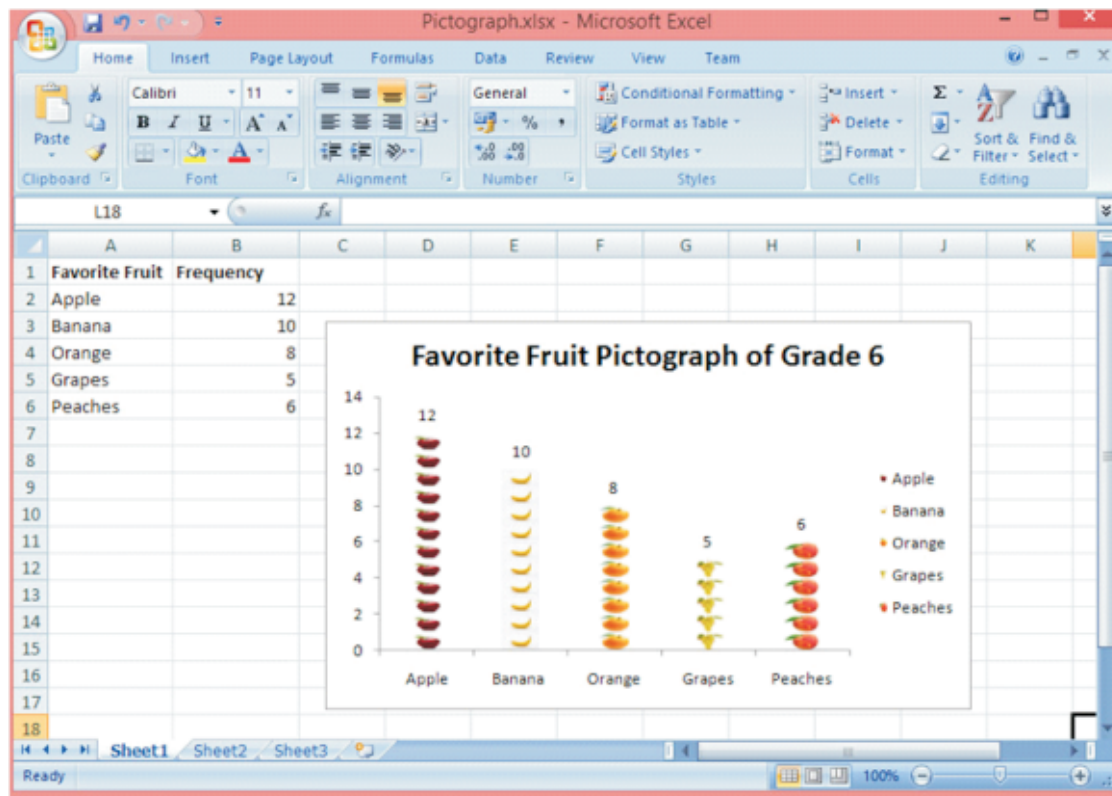 Pictograph.xlsx - Microsoft Excel
Home Insert Page Layout Formulas Data Review View Team
Calibri 11 General Conditional Formatting Insert Σ
Paste B I U A A % , Format as Table Delete Sort & Find &
A .00 .0 Cell Styles Format Filter Select
Clipboard Font Alignment Number Styles Cells Editing
L18 fx
A B C D E F G H I J K
1 Favorite Fruit Frequency
2 Apple 12
3 Banana 10
4 Orange 8
5 Grapes 5
6 Peaches 6
7
8
9
10
11
12
13
14
15
16
17
18
Favorite Fruit Pictograph of Grade 6
14
12
10
8
6
4
2
0
12
10
8
5
6
Apple Banana Orange Grapes Peaches
Apple
Banana
Orange
Grapes
Peaches
Sheet1 Sheet2 Sheet3
Ready 100%